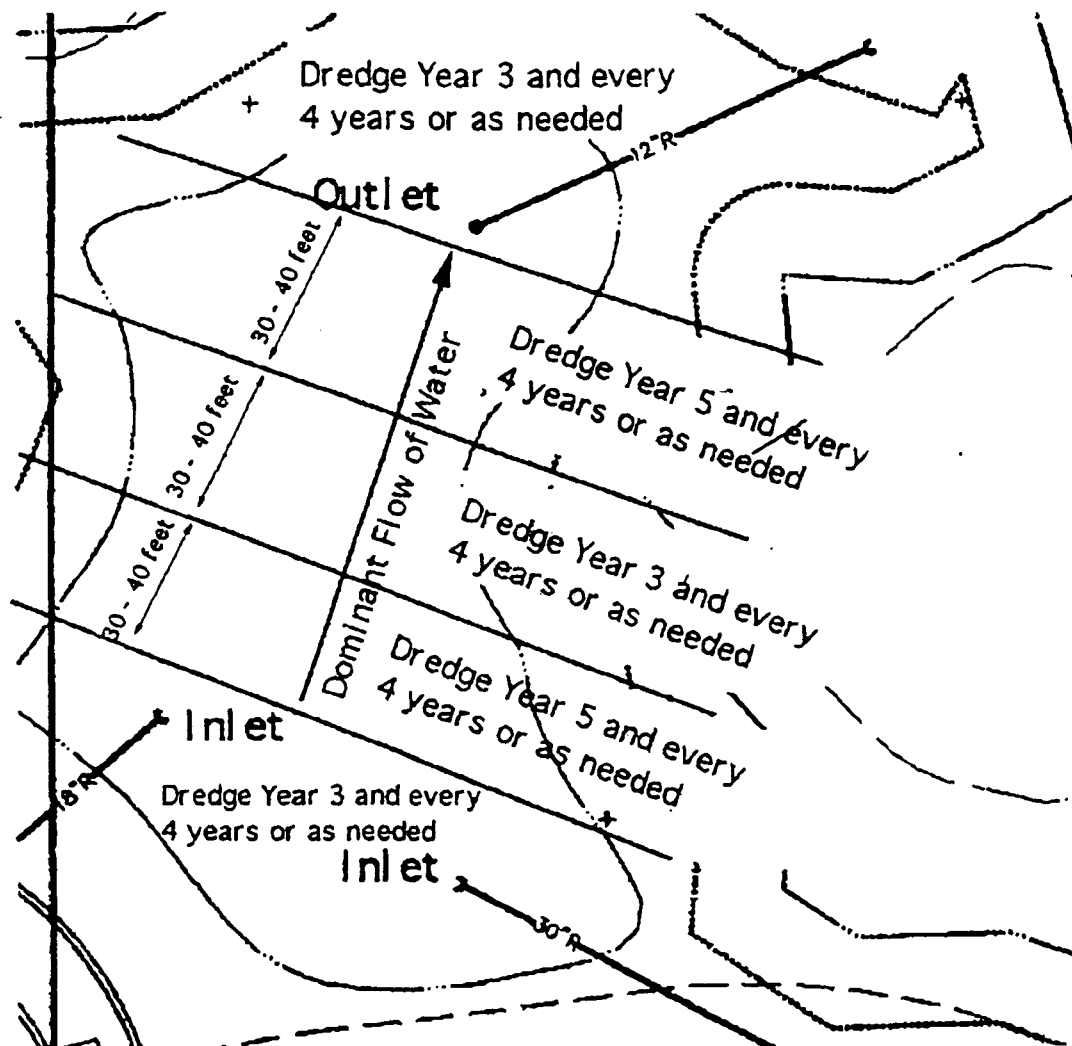 Dredge Year 3 and every
4 years or as needed
12"R
Outlet
30 - 40 feet
Dredge Year 5 and every
4 years or as needed
30 - 40 feet
Dominant Flow of Water
Dredge Year 3 and every
4 years or as needed
30 - 40 feet
Dredge Year 5 and every
4 years or as needed
Inlet
18"R
Dredge Year 3 and every
4 years or as needed
Inlet
30"R